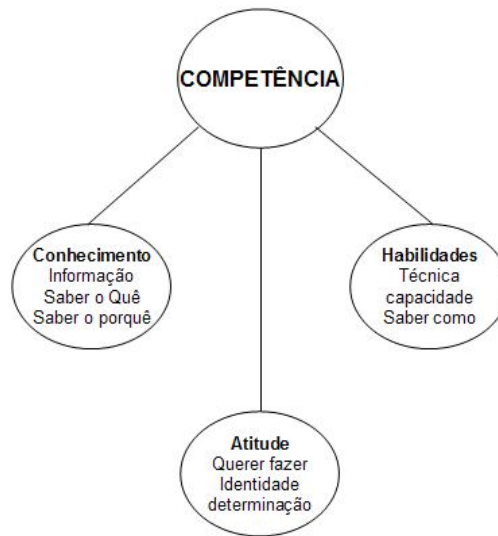 COMPETÊNCIA
Conhecimento
Informação
Saber o Quê
Saber o porquê
Habilidades
Técnica
capacidade
Saber como
Atitude
Querer fazer
Identidade
determinação